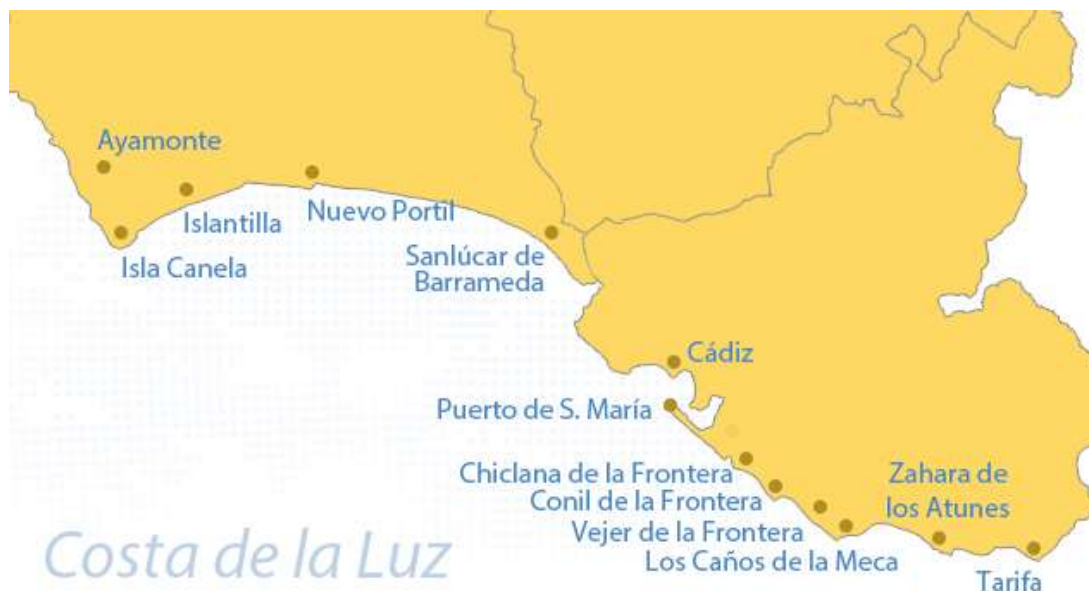 Ayamonte
Islantilla
Nuevo Portil
Isla Canela
Sanlúcar de
Barrameda
Cádiz
Puerto de S. María
Chiclana de la Frontera
Conil de la Frontera
Vejer de la Frontera
Los Caños de la Meca
Zahara de
los Atunes
Tarifa
Costa de la Luz